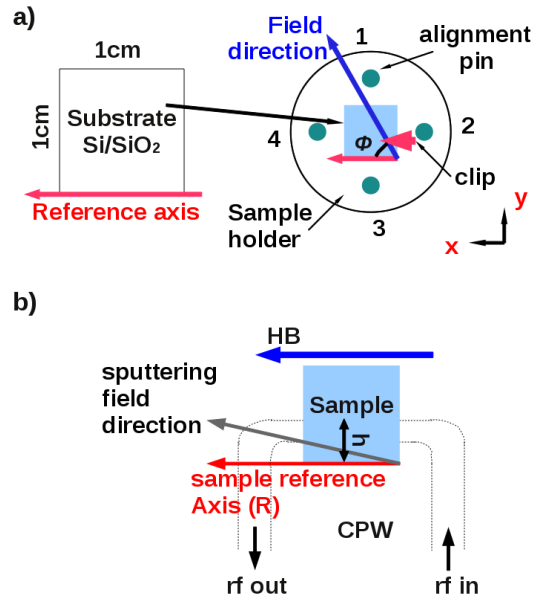 a)
1cm
1cm
Substrate
Si/SiO₂
Reference axis
Field
direction
1
alignment
pin
2
4
Φ
clip
Sample
holder
3
y
x
b)
HB
sputtering
field
direction
Sample
h
sample reference
Axis (R)
CPW
rf out
rf in